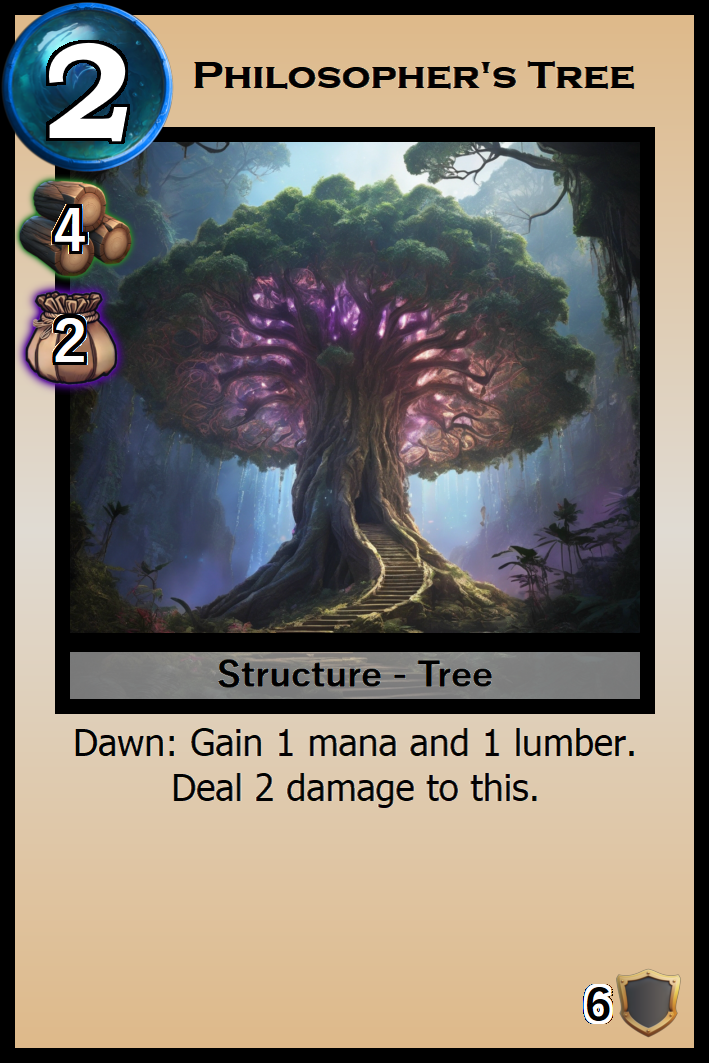 2
Philosopher's Tree
4
2
Structure - Tree
Dawn: Gain 1 mana and 1 lumber.
Deal 2 damage to this.
6